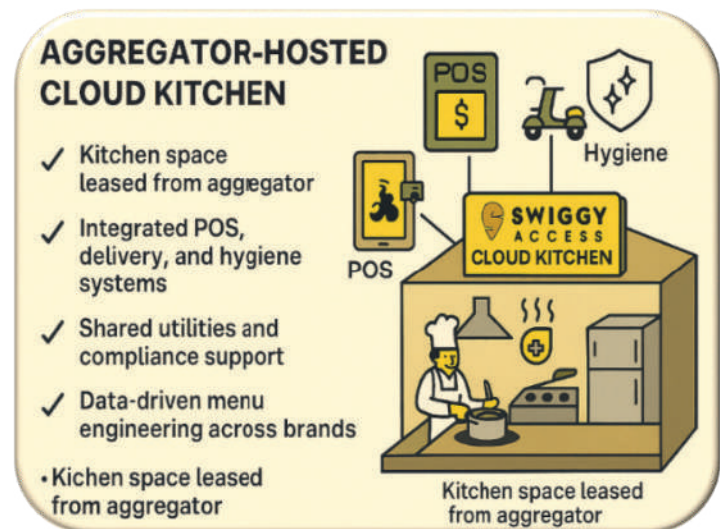 AGGREGATOR-HOSTED
CLOUD KITCHEN
✓ Kitchen space
leased from aggregator
✓ Integrated POS,
delivery, and hygiene
systems
✓ Shared utilities and
compliance support
✓ Data-driven menu
engineering across brands
• Kichen space leased
from aggregator
POS
$
Hygiene
POS
SWIGGY
ACCESS
CLOUD KITCHEN
Kitchen space leased
from aggregator